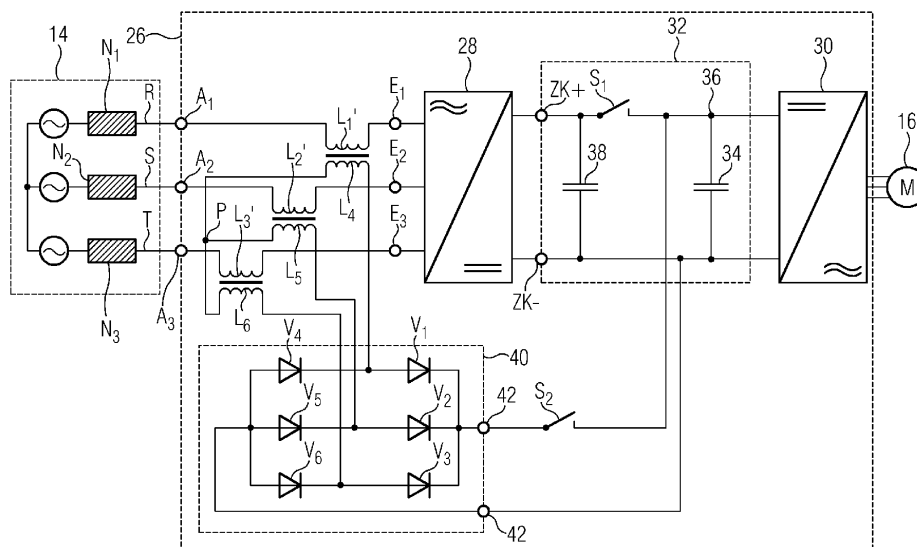 14
N1
26
R
A1
L1'
E1
28
ZK+
S1
32
36
30
16
N2
S
A2
L2'
L4
E2
38
34
M
T
P
L3'
L5
E3
A3
N3
L6
ZK-
V4
V1
40
V5
V2
42
S2
V6
V3
42